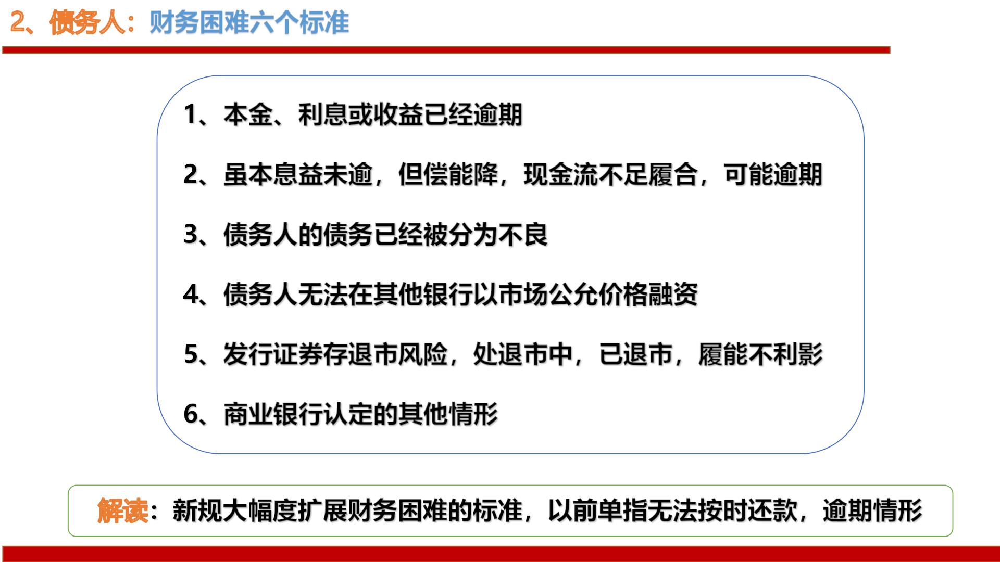 2、债务人：财务困难六个标准
1、本金、利息或收益已经逾期
2、虽本息益未逾，但偿能降，现金流不足履合，可能逾期
3、债务人的债务已经被分为不良
4、债务人无法在其他银行以市场公允价格融资
5、发行证券存退市风险，处退市中，已退市，履能不利影
6、商业银行认定的其他情形
解读：新规大幅度扩展财务困难的标准，以前单指无法按时还款，逾期情形